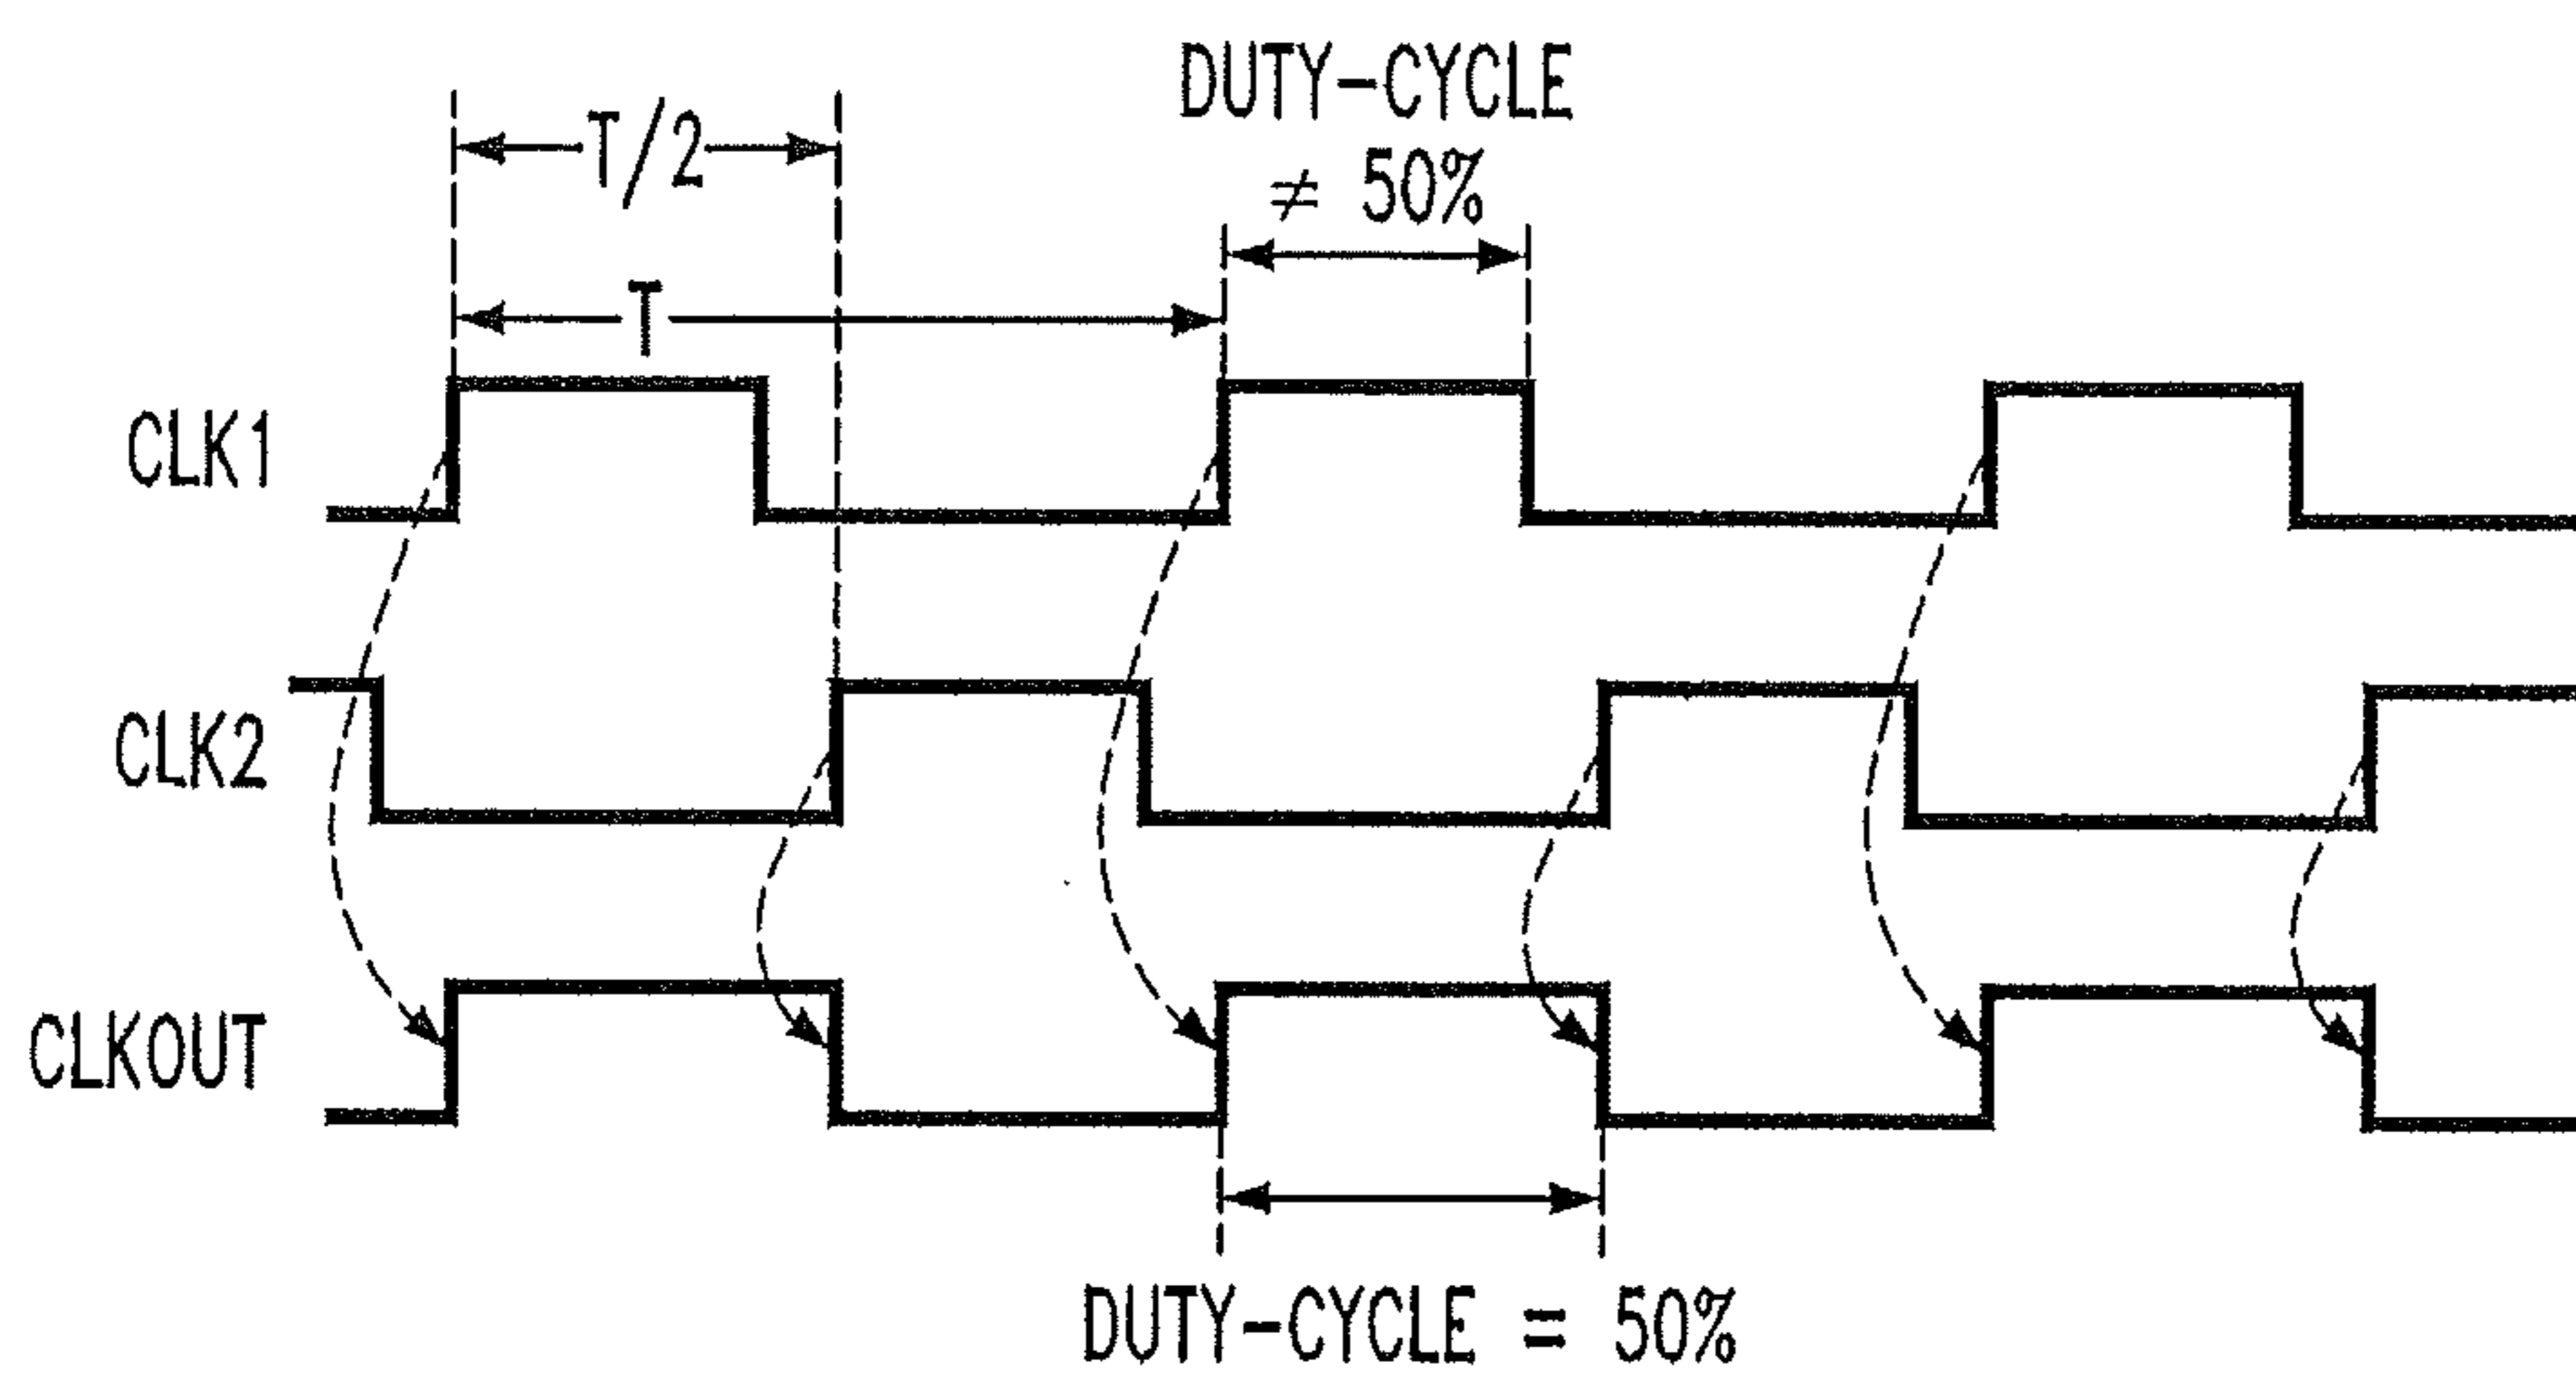 DUTY-CYCLE
≠ 50%
T/2
T
CLK1
CLK2
CLKOUT
DUTY-CYCLE = 50%